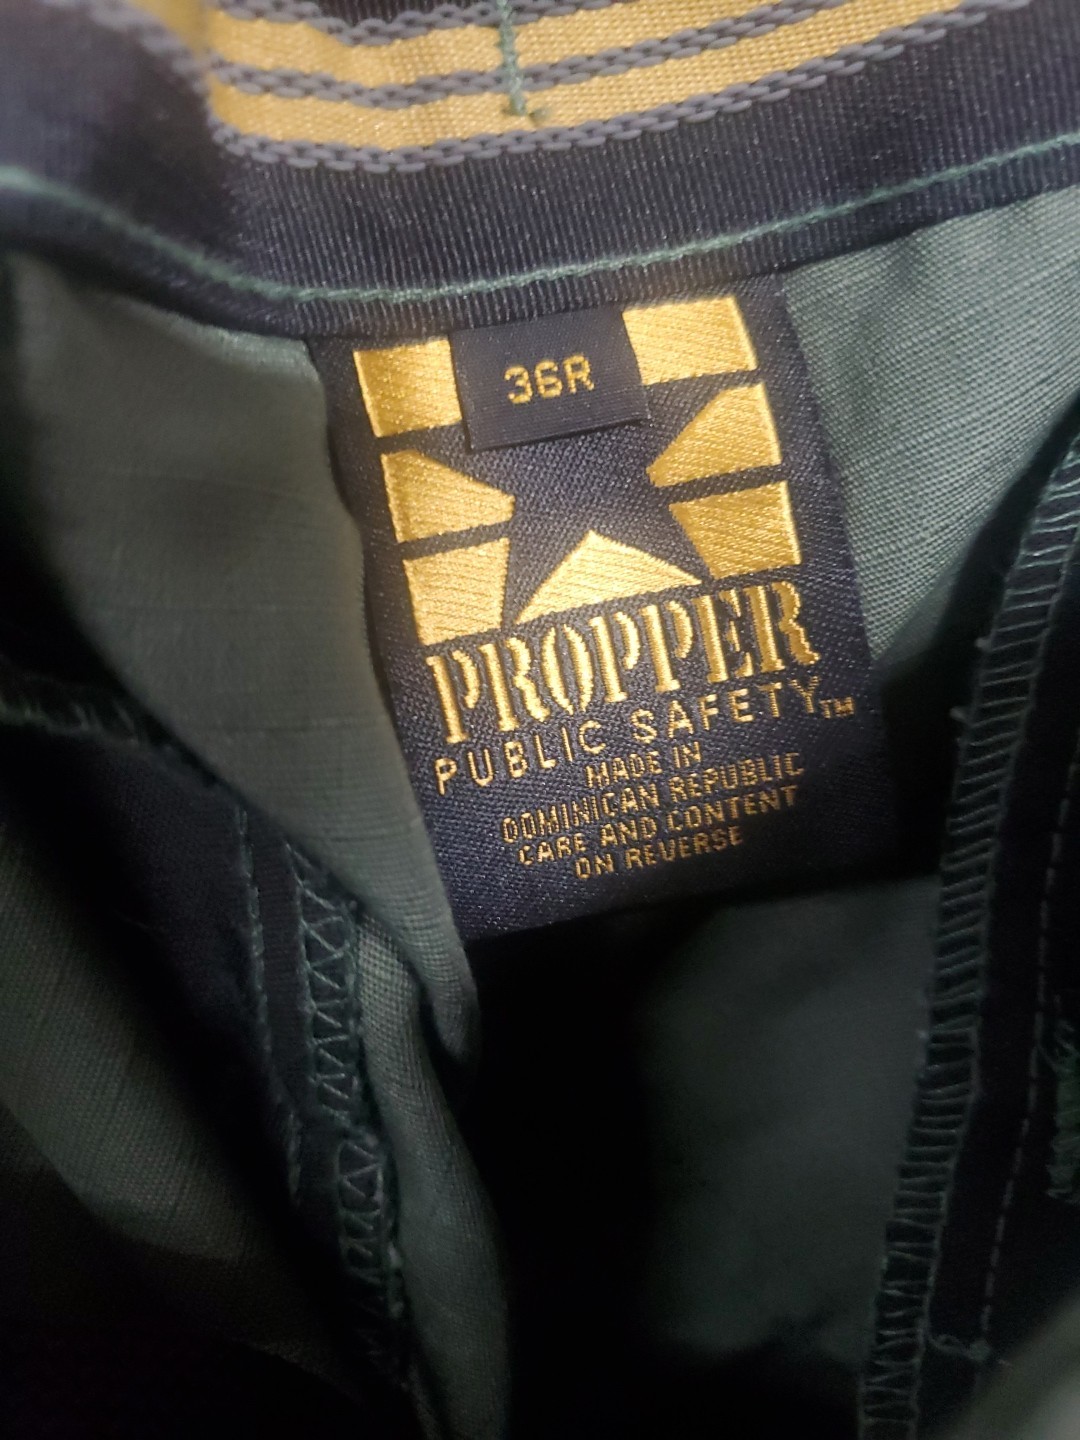 36R
PROPPER
PUBLIC SAFETY™
MADE IN
DOMINICAN REPUBLIC
CARE AND CONTENT
ON REVERSE